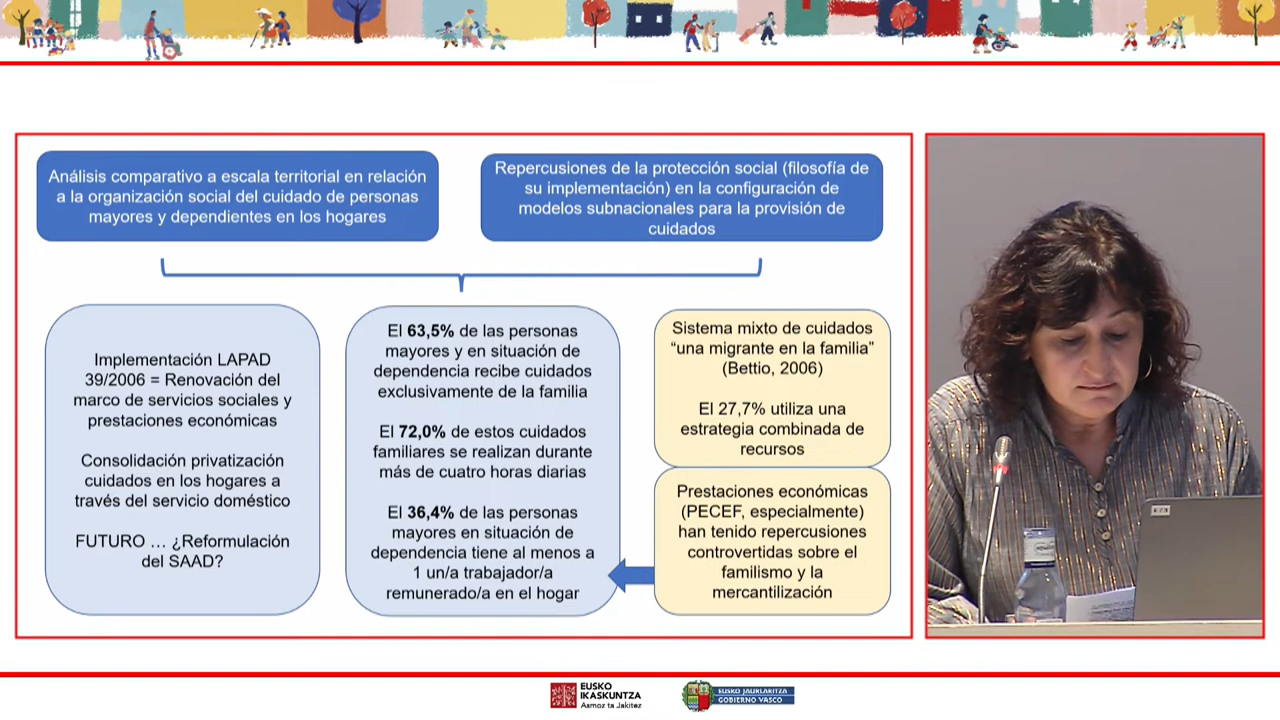 Análisis comparativo a escala territorial en relación
a la organización social del cuidado de personas
mayores y dependientes en los hogares
Repercusiones de la protección social (filosofía de
su implementación) en la configuración de
modelos subnacionales para la provisión de
cuidados
Implementación LAPAD
39/2006 = Renovación del
marco de servicios sociales y
prestaciones económicas
Consolidación privatización
cuidados en los hogares a
través del servicio doméstico
FUTURO … ¿Reformulación
del SAAD?
El 63,5% de las personas
mayores y en situación de
dependencia recibe cuidados
exclusivamente de la familia
El 72,0% de estos cuidados
familiares se realizan durante
más de cuatro horas diarias
El 36,4% de las personas
mayores en situación de
dependencia tiene al menos a
1 un/a trabajador/a
remunerado/a en el hogar
Sistema mixto de cuidados
“una migrante en la familia”
(Bettio, 2006)
El 27,7% utiliza una
estrategia combinada de
recursos
Prestaciones económicas
(PECEF, especialmente)
han tenido repercusiones
controvertidas sobre el
familismo y la
mercantilización
EUSKO
IKASKUNTZA
Asmoz ta Jakitez
EUSKO JAURLARITZA
GOBIERNO VASCO